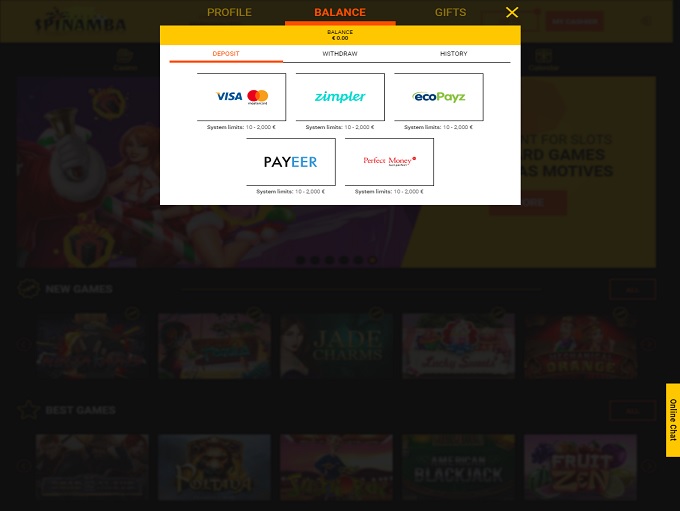 SPINAMBA
PROFILE
BALANCE
GIFTS
BALANCE
€ 0.00
DEPOSIT
WITHDRAW
HISTORY
VISA mastercard
zimpler
ecoPayz
System limits: 10 - 2,000 €
System limits: 10 - 2,000 €
System limits: 10 - 2,000 €
PAYEER
Perfect Money
System limits: 10 - 2,000 €
System limits: 10 - 2,000 €
FOR SLOTS
GAMES
MOTIVES
NEW GAMES
JADE
CHARMS
ORANGE
Online Chat
BEST GAMES
POLTAVA
AMERICAN
BLACKJACK
FRUIT
ZEN